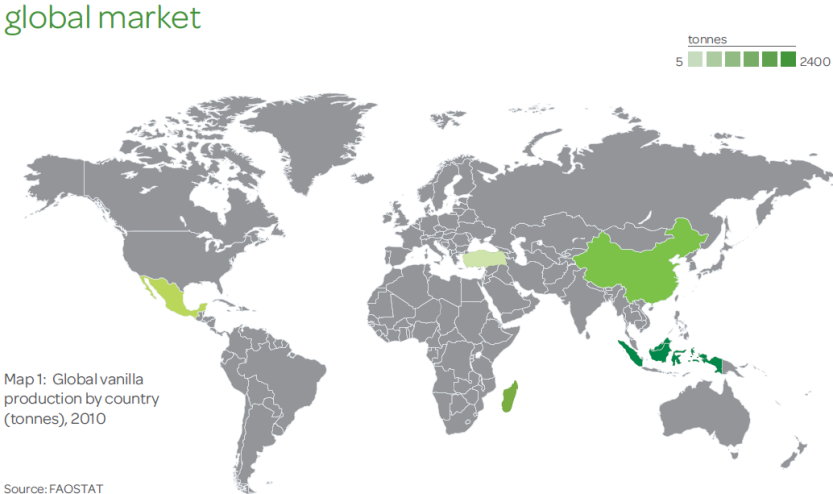 global market
tonnes
5 2400
Map 1: Global vanilla
production by country
(tonnes), 2010
Source: FAOSTAT